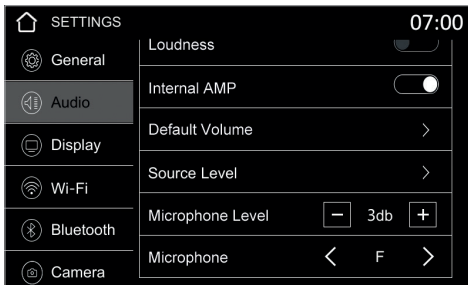 SETTINGS 07:00
General
Audio
Display
Wi-Fi
Bluetooth
Camera
Loudness
Internal AMP
Default Volume
Source Level
Microphone Level − 3db +
Microphone < F >